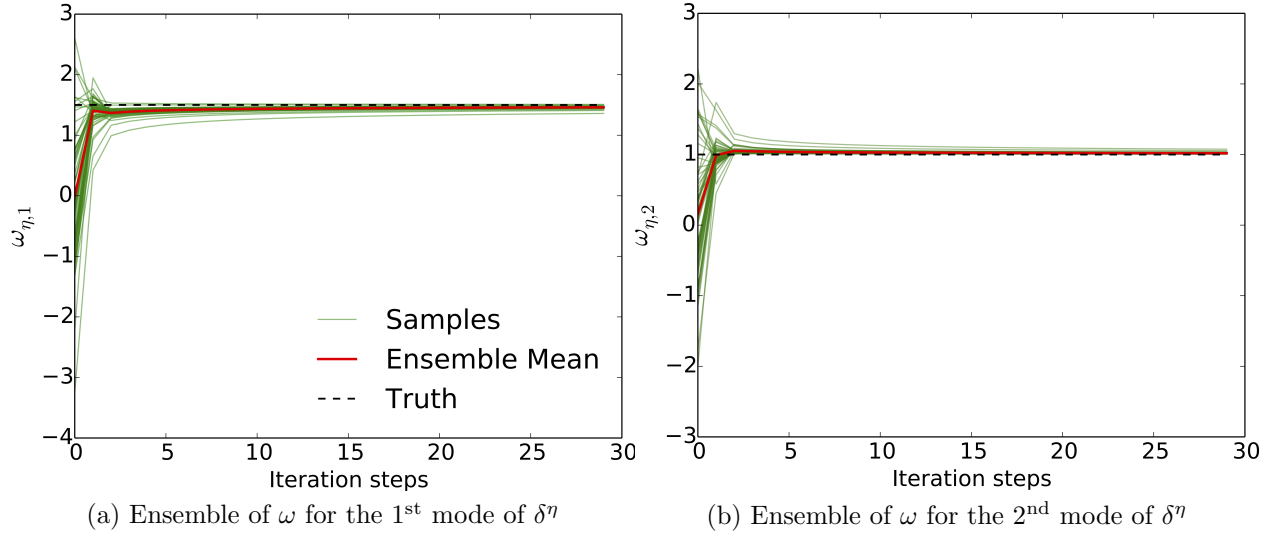 3
2
1
0
−1
−2
−3
−4
ω_{η,1}
0 5 10 15 20 25 30
Iteration steps
Samples
Ensemble Mean
Truth
(a) Ensemble of ω for the 1st mode of δ^η
3
2
1
0
−1
−2
−3
ω_{η,2}
0 5 10 15 20 25 30
Iteration steps
(b) Ensemble of ω for the 2nd mode of δ^η